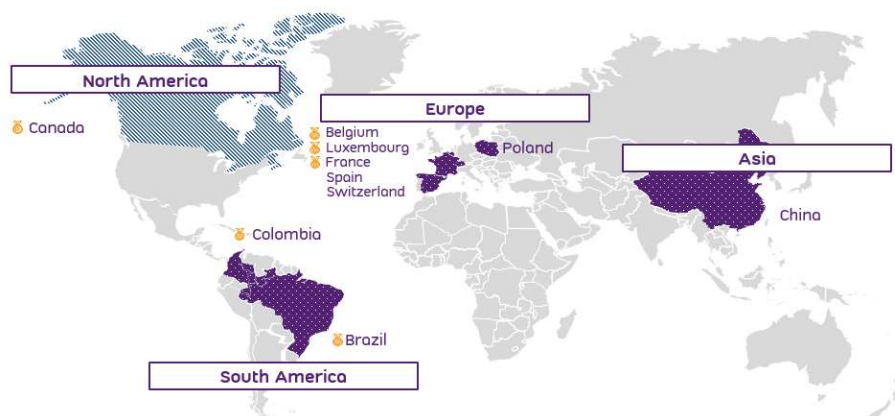 North America
Canada
Europe
Belgium
Luxembourg
France
Spain
Switzerland
Poland
Asia
China
Colombia
Brazil
South America